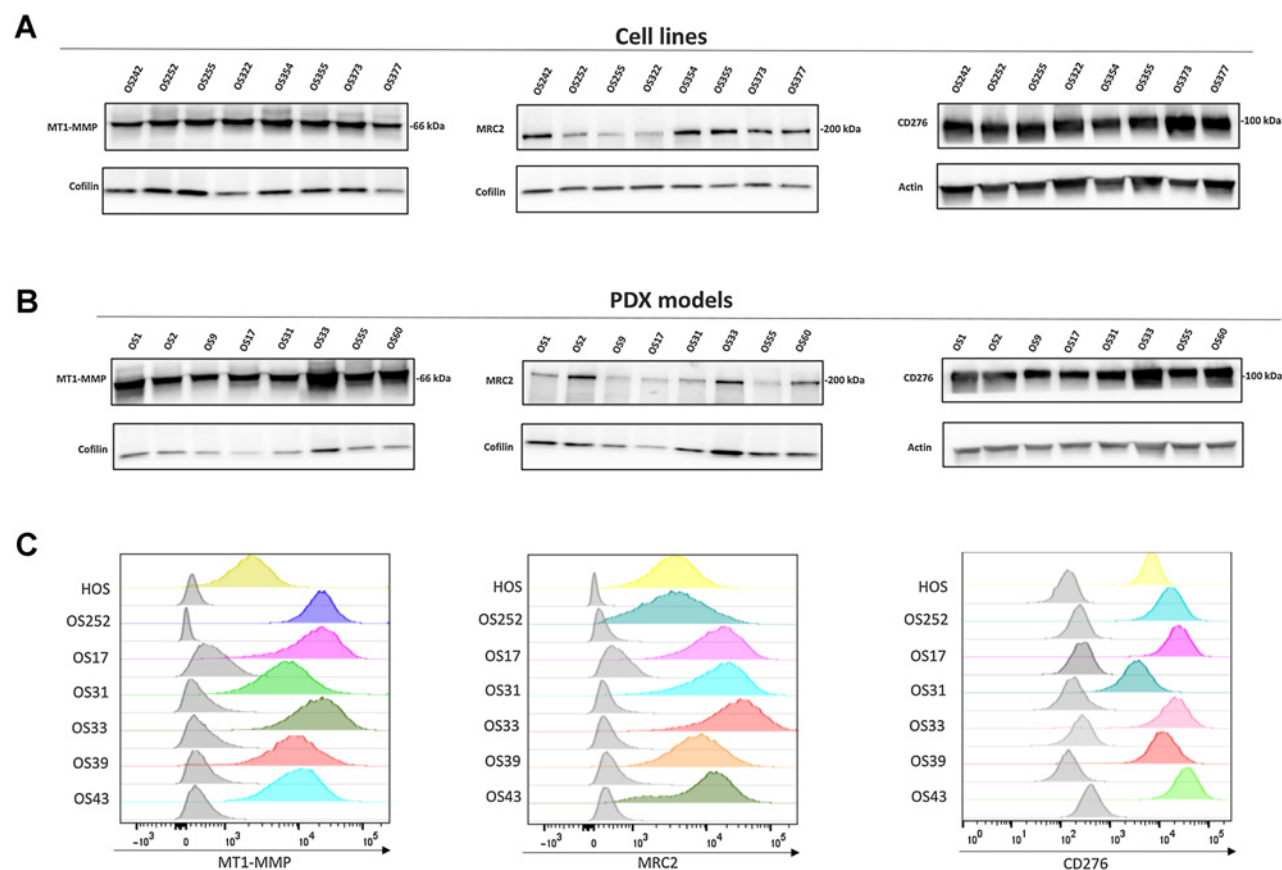 A
Cell lines
OS242 OS252 OS255 OS322 OS354 OS355 OS373 OS377
MT1-MMP
-66 kDa
Cofilin
OS242 OS252 OS255 OS322 OS354 OS355 OS373 OS377
MRC2
-200 kDa
Cofilin
OS242 OS252 OS255 OS322 OS354 OS355 OS373 OS377
CD276
-100 kDa
Actin
B
PDX models
OS1 OS2 OS9 OS17 OS31 OS33 OS55 OS60
MT1-MMP
-66 kDa
Cofilin
OS1 OS2 OS9 OS17 OS31 OS33 OS55 OS60
MRC2
-200 kDa
Cofilin
OS1 OS2 OS9 OS17 OS31 OS33 OS55 OS60
CD276
-100 kDa
Actin
C
HOS
OS252
OS17
OS31
OS33
OS39
OS43
-10³ 0 10³ 10⁴ 10⁵
MT1-MMP
HOS
OS252
OS17
OS31
OS33
OS39
OS43
-10³ 0 10³ 10⁴ 10⁵
MRC2
HOS
OS252
OS17
OS31
OS33
OS39
OS43
10⁰ 10¹ 10² 10³ 10⁴ 10⁵
CD276